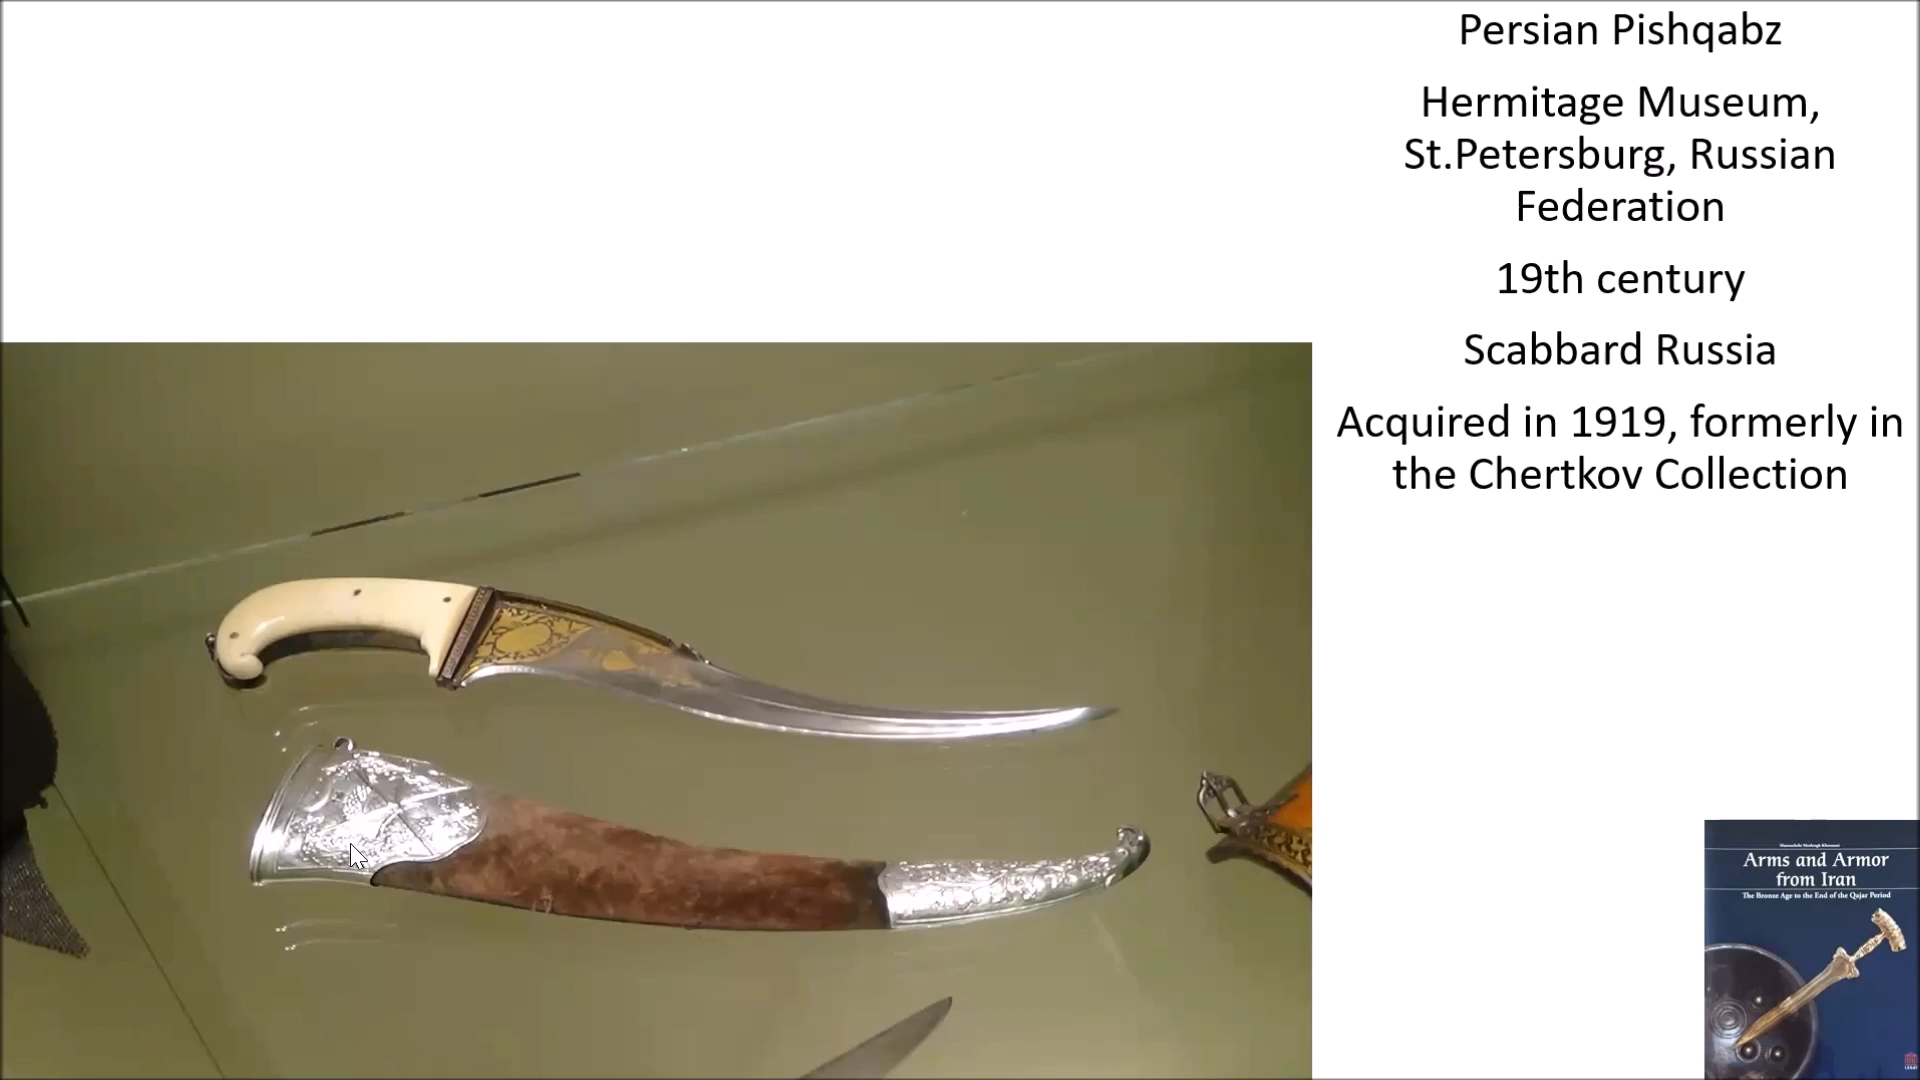 Persian Pishqabz
Hermitage Museum,
St.Petersburg, Russian
Federation
19th century
Scabbard Russia
Acquired in 1919, formerly in
the Chertkov Collection
Arms and Armor
from Iran
The Bronze Age to the End of the Qajar Period